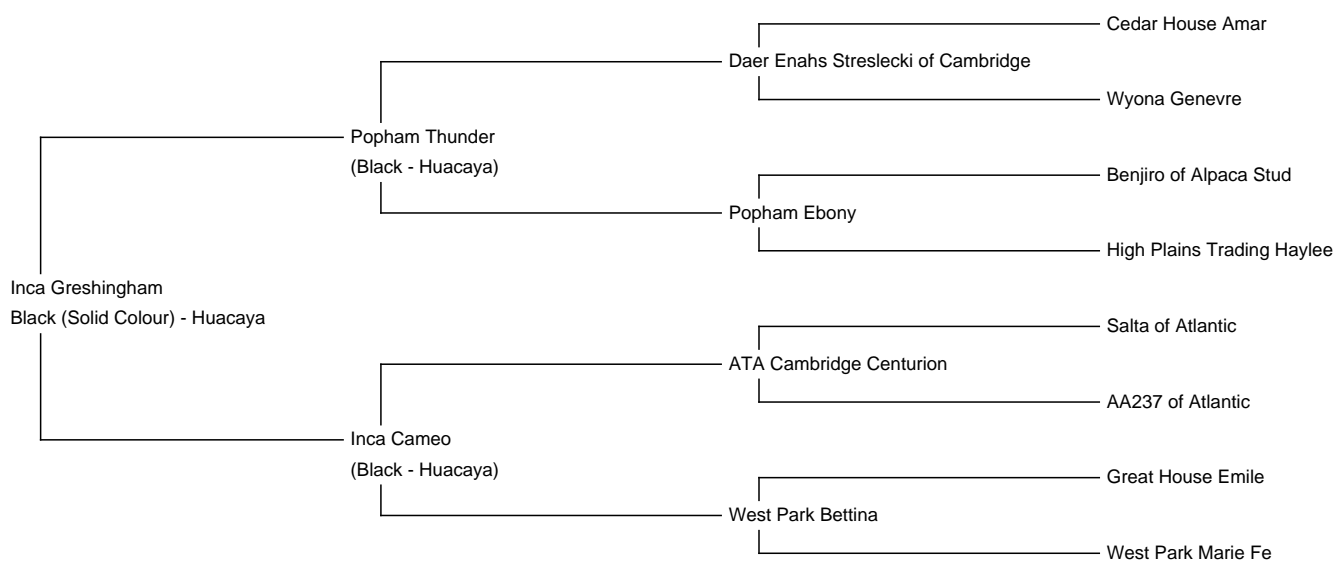 Cedar House Amar
Daer Enahs Streslecki of Cambridge
Wyona Genevre
Popham Thunder
(Black - Huacaya)
Benjiro of Alpaca Stud
Popham Ebony
High Plains Trading Haylee
Inca Greshingham
Black (Solid Colour) - Huacaya
Salta of Atlantic
ATA Cambridge Centurion
AA237 of Atlantic
Inca Cameo
(Black - Huacaya)
Great House Emile
West Park Bettina
West Park Marie Fe